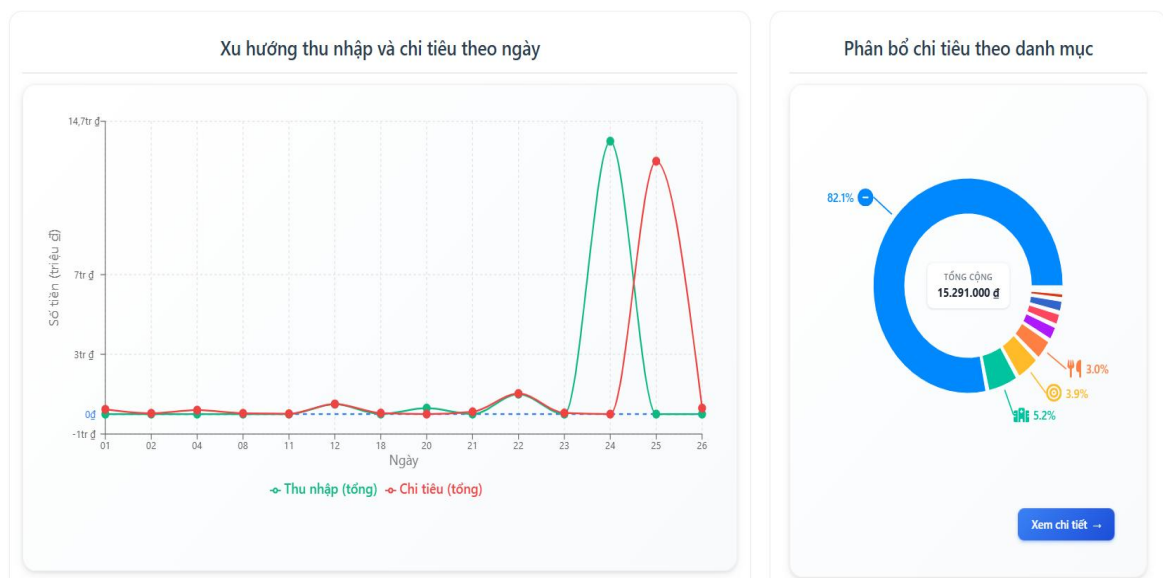 Xu hướng thu nhập và chi tiêu theo ngày
14,7tr ₫
7tr ₫
3tr ₫
0₫
-1tr ₫
Số tiền (triệu ₫)
01 02 04 08 11 12 18 20 21 22 23 24 25 26
Ngày
Thu nhập (tổng) Chi tiêu (tổng)
Phân bổ chi tiêu theo danh mục
82.1%
TỔNG CỘNG
15.291.000 ₫
3.0%
3.9%
5.2%
Xem chi tiết →